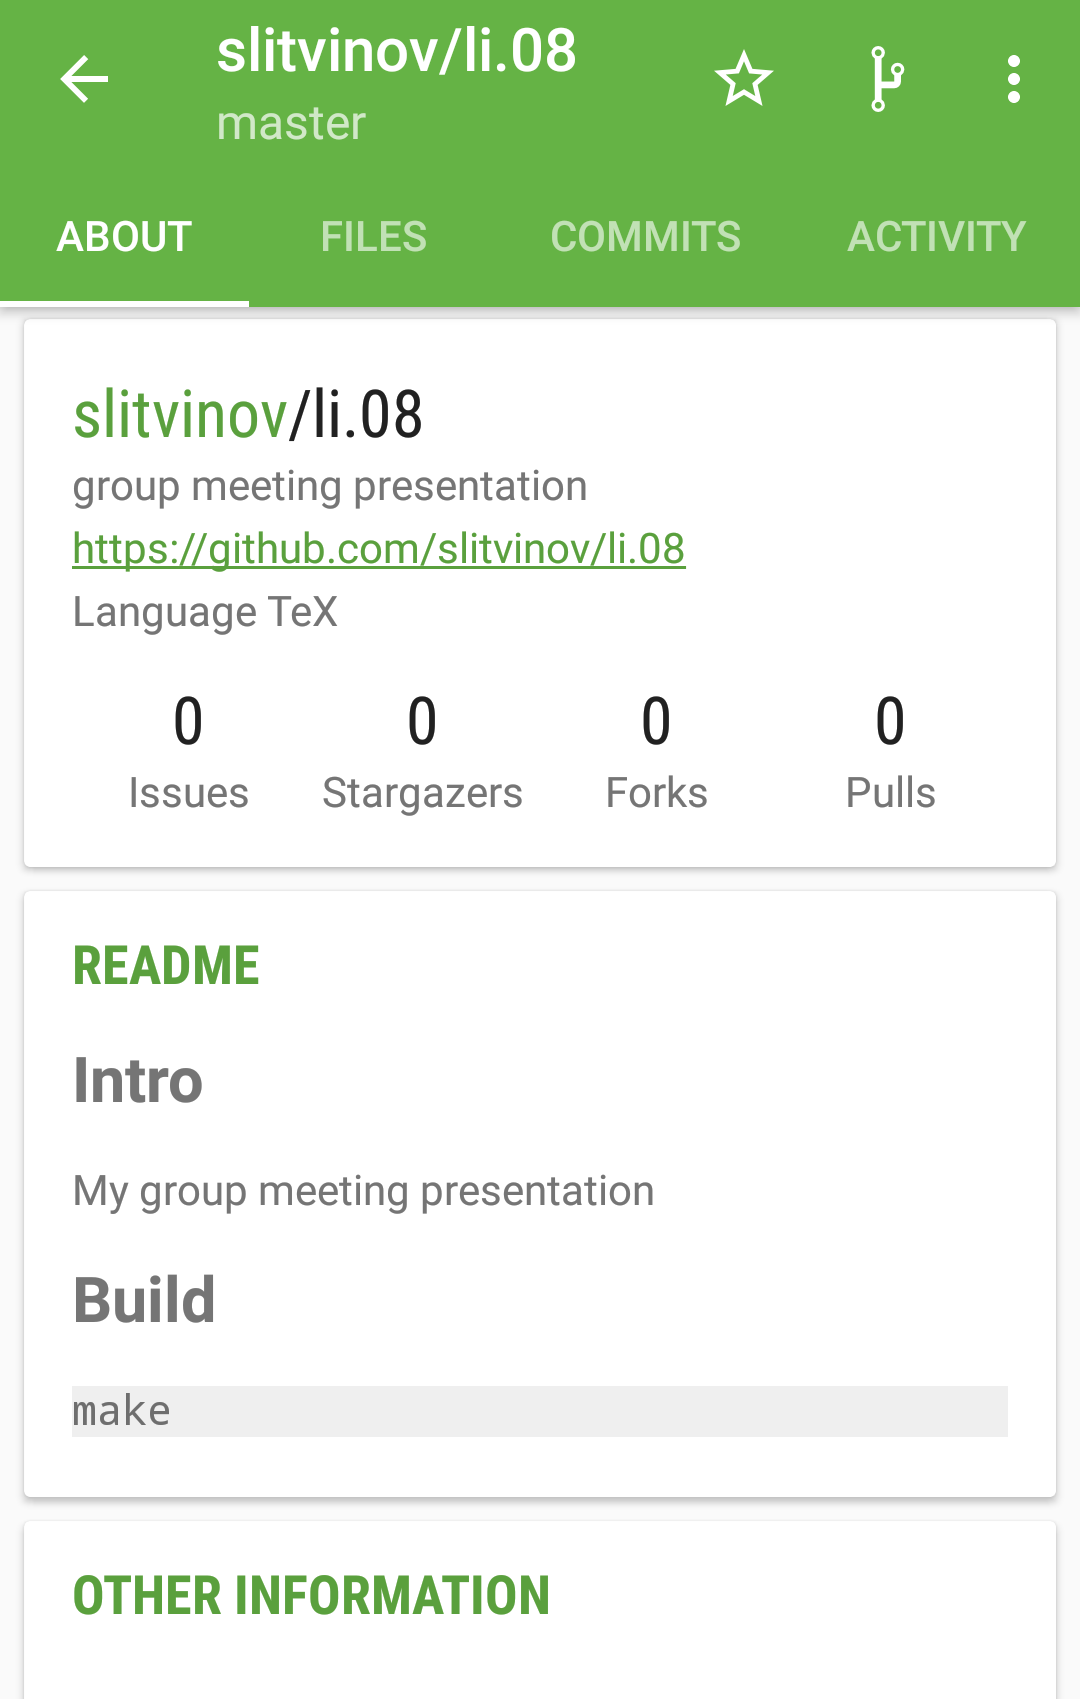 slitvinov/li.08
master
ABOUT FILES COMMITS ACTIVITY
slitvinov/li.08
group meeting presentation
https://github.com/slitvinov/li.08
Language TeX
0 0 0 0
Issues Stargazers Forks Pulls
README
Intro
My group meeting presentation
Build
make
OTHER INFORMATION